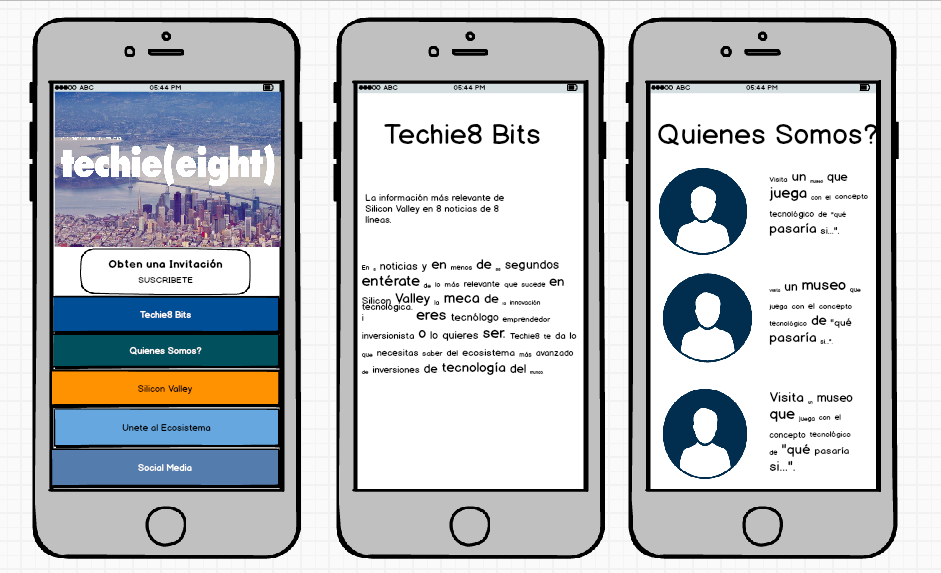 ABC 05:44 PM
techie(eight)
Obten una Invitación
SUSCRIBETE
Techie8 Bits
Quienes Somos?
Silicon Valley
Unete al Ecosistema
Social Media
ABC 05:44 PM
Techie8 Bits
La información más relevante de
Silicon Valley en 8 noticias de 8
líneas.
En 8 noticias y en menos de 60 segundos
entérate de lo más relevante que sucede en
Silicon Valley la meca de la innovación
tecnológica.
i eres tecnólogo emprendedor
inversionista o lo quieres ser. Techie8 te da lo
que necesitas saber del ecosistema más avanzado
de inversiones de tecnología del mundo.
ABC 05:44 PM
Quienes Somos?
Visita un museo que
juega con el concepto
tecnológico de "qué
pasaría si...".
visita un museo que
juega con el concepto
tecnológico de "qué
pasaría si...".
Visita un museo
que juega con el
concepto tecnológico
de "qué pasaría
si...".